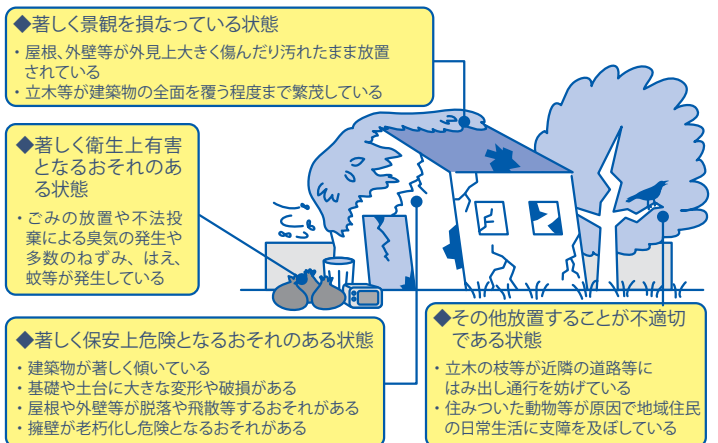 ◆著しく景観を損なっている状態
・屋根、外壁等が外見上大きく傷んだり汚れたまま放置
されている
・立木等が建築物の全面を覆う程度まで繁茂している
◆著しく衛生上有害
となるおそれのあ
る状態
・ごみの放置や不法投
棄による臭気の発生や
多数のねずみ、はえ、
蚊等が発生している
◆著しく保安上危険となるおそれのある状態
・建築物が著しく傾いている
・基礎や土台に大きな変形や破損がある
・屋根や外壁等が脱落や飛散等するおそれがある
・擁壁が老朽化し危険となるおそれがある
◆その他放置することが不適切
である状態
・立木の枝等が近隣の道路等に
はみ出し通行を妨げている
・住みついた動物等が原因で地域住民
の日常生活に支障を及ぼしている